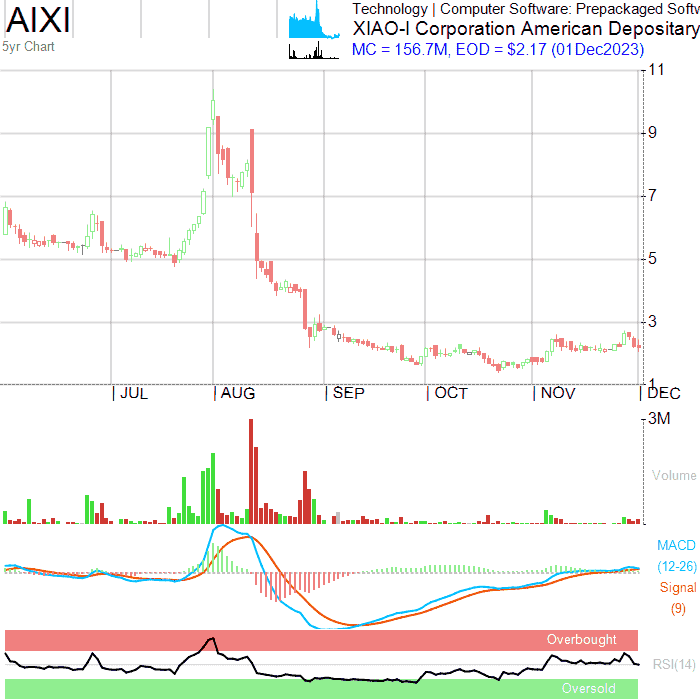 AIXI
5yr Chart
Technology | Computer Software: Prepackaged Softw
XIAO-I Corporation American Depositary
MC = 156.7M, EOD = $2.17 (01Dec2023)
11
9
7
5
3
1
JUL AUG SEP OCT NOV DEC
3M
Volume
MACD
(12-26)
Signal
(9)
Overbought
RSI(14)
Oversold